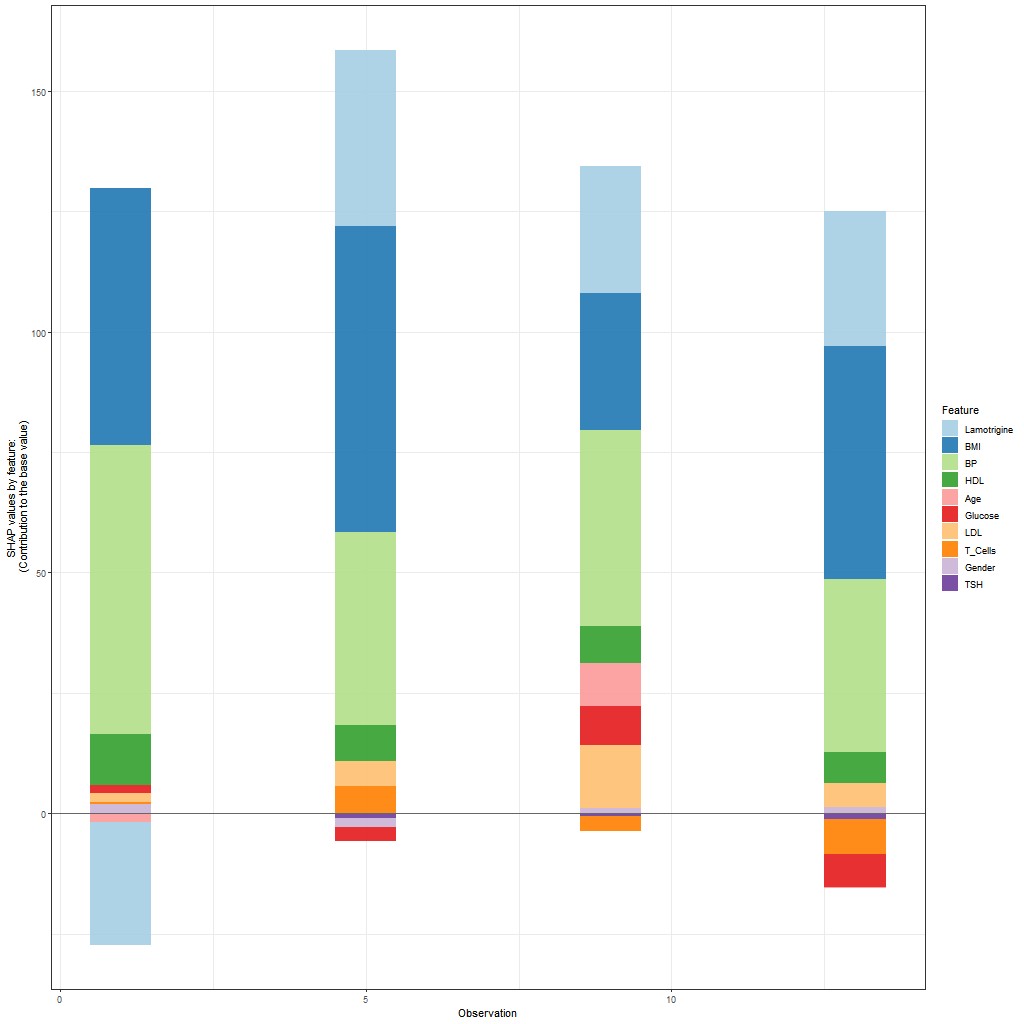 SHAP values by feature:
(Contribution to the base value)
150
100
50
0
0
5
10
Observation
Feature
Lamotrigine
BMI
BP
HDL
Age
Glucose
LDL
T_Cells
Gender
TSH